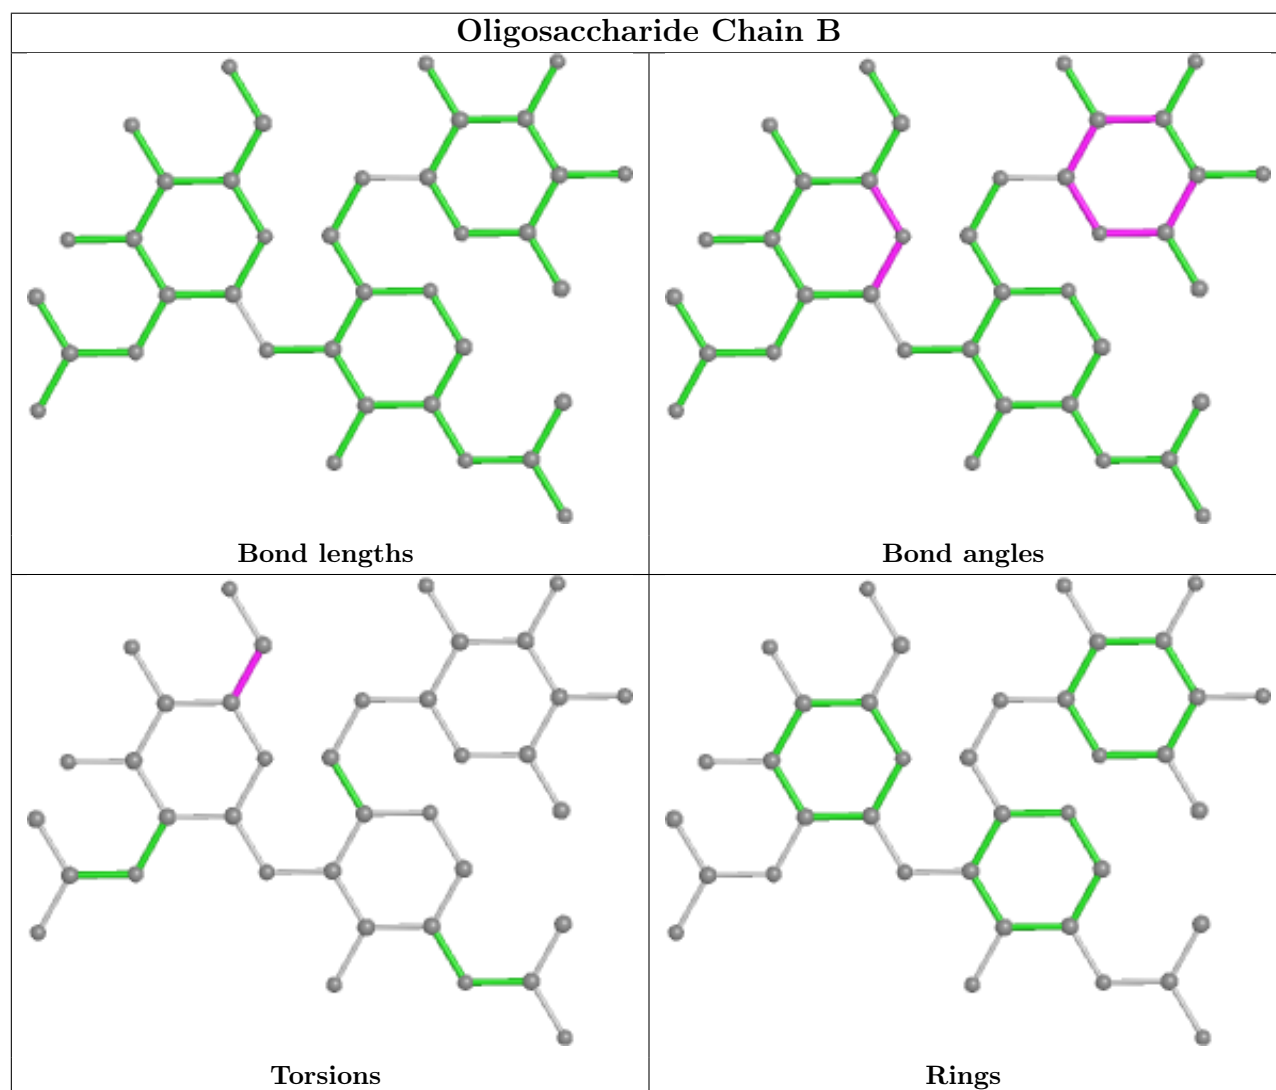 Oligosaccharide Chain B
Bond lengths
Bond angles
Torsions
Rings